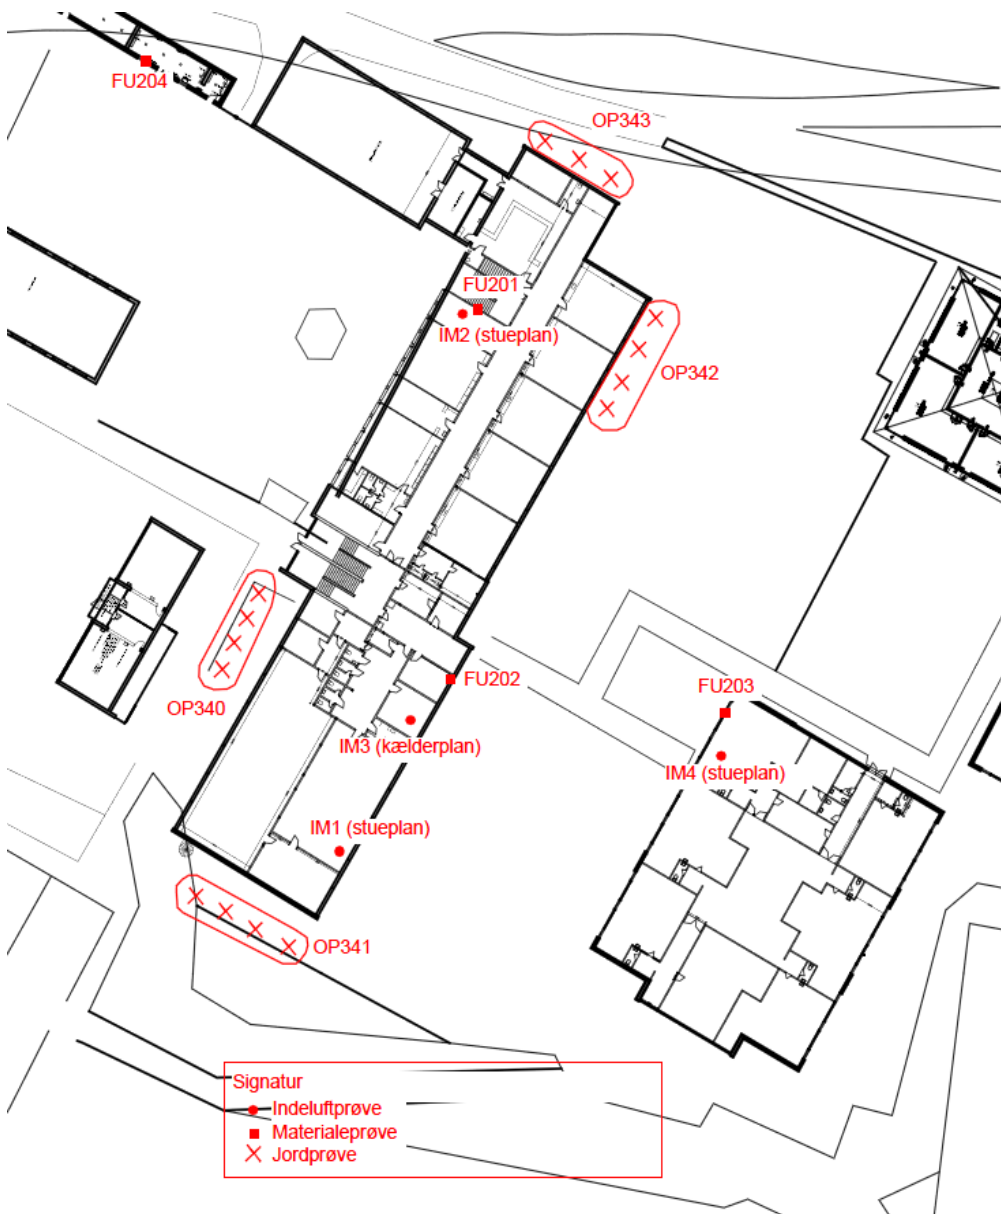 FU204
OP343
FU201
IM2 (stueplan)
OP342
FU202
FU203
OP340
IM3 (kælderplan)
IM4 (stueplan)
IM1 (stueplan)
OP341
Signatur
Indeluftprøve
Materialeprøve
Jordprøve